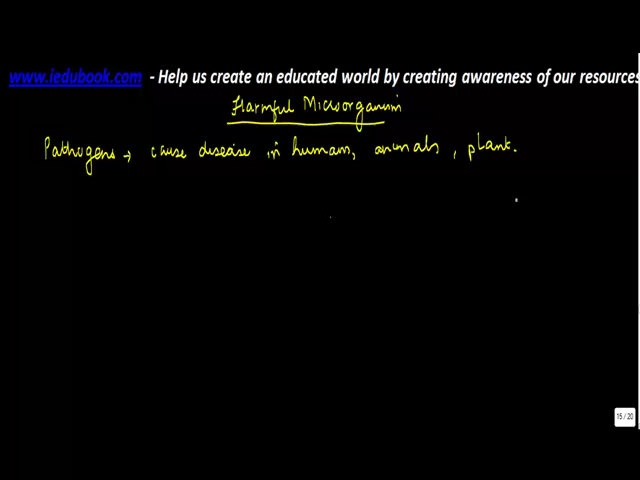 www.iedubook.com - Help us create an educated world by creating awareness of our resources
Harmful Microorganism
Pathogens → cause disease in humans, animals, plant.
15 / 20